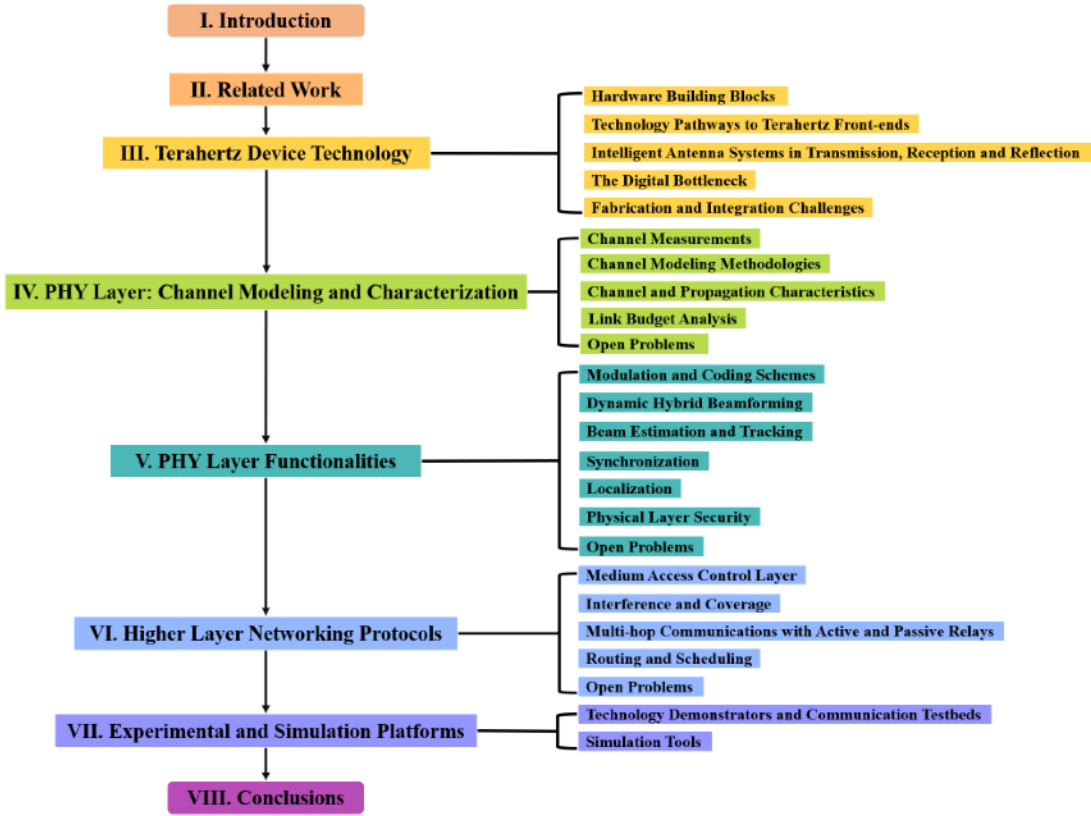 I. Introduction
II. Related Work
III. Terahertz Device Technology
Hardware Building Blocks
Technology Pathways to Terahertz Front-ends
Intelligent Antenna Systems in Transmission, Reception and Reflection
The Digital Bottleneck
Fabrication and Integration Challenges
IV. PHY Layer: Channel Modeling and Characterization
Channel Measurements
Channel Modeling Methodologies
Channel and Propagation Characteristics
Link Budget Analysis
Open Problems
V. PHY Layer Functionalities
Modulation and Coding Schemes
Dynamic Hybrid Beamforming
Beam Estimation and Tracking
Synchronization
Localization
Physical Layer Security
Open Problems
VI. Higher Layer Networking Protocols
Medium Access Control Layer
Interference and Coverage
Multi-hop Communications with Active and Passive Relays
Routing and Scheduling
Open Problems
VII. Experimental and Simulation Platforms
Technology Demonstrators and Communication Testbeds
Simulation Tools
VIII. Conclusions